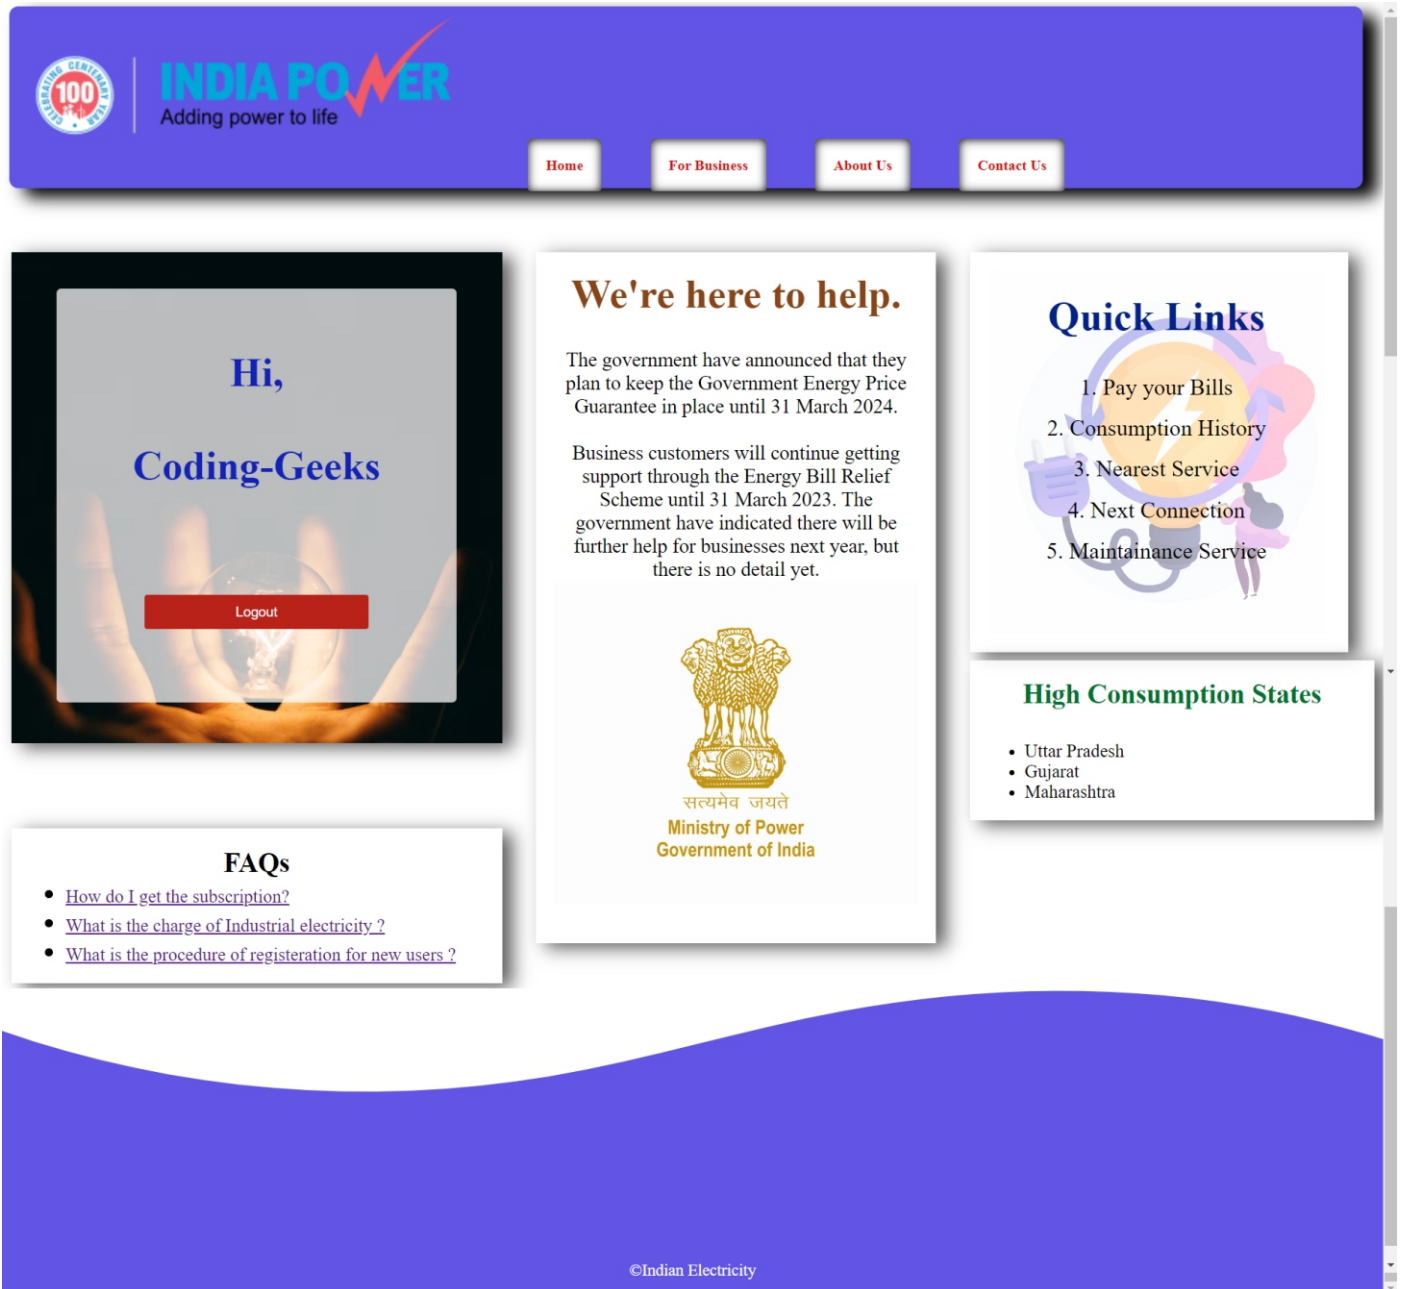 CELEBRATING CENTENARY YEAR
100
INDIA POWER
Adding power to life
Home
For Business
About Us
Contact Us
Hi,
Coding-Geeks
Logout
FAQs
How do I get the subscription?
What is the charge of Industrial electricity ?
What is the procedure of registeration for new users ?
We're here to help.
The government have announced that they
plan to keep the Government Energy Price
Guarantee in place until 31 March 2024.
Business customers will continue getting
support through the Energy Bill Relief
Scheme until 31 March 2023. The
government have indicated there will be
further help for businesses next year, but
there is no detail yet.
सत्यमेव जयते
Ministry of Power
Government of India
Quick Links
1. Pay your Bills
2. Consumption History
3. Nearest Service
4. Next Connection
5. Maintainance Service
High Consumption States
Uttar Pradesh
Gujarat
Maharashtra
©Indian Electricity